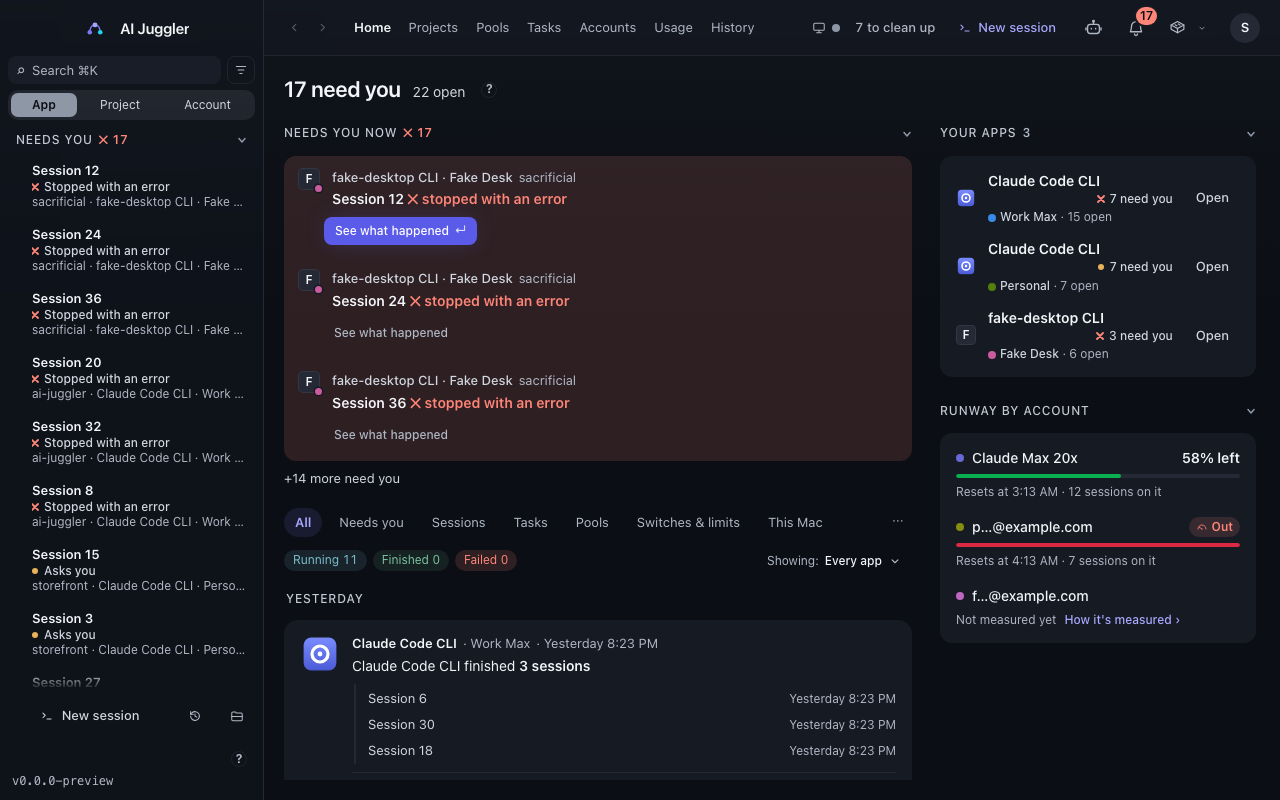 AI Juggler
Search ⌘K
App Project Account
NEEDS YOU 17
Session 12
Stopped with an error
sacrificial · fake-desktop CLI · Fake ...
Session 24
Stopped with an error
sacrificial · fake-desktop CLI · Fake ...
Session 36
Stopped with an error
sacrificial · fake-desktop CLI · Fake ...
Session 20
Stopped with an error
ai-juggler · Claude Code CLI · Work ...
Session 32
Stopped with an error
ai-juggler · Claude Code CLI · Work ...
Session 8
Stopped with an error
ai-juggler · Claude Code CLI · Work ...
Session 15
Asks you
storefront · Claude Code CLI · Perso...
Session 3
Asks you
storefront · Claude Code CLI · Perso...
Session 27
New session
?
v0.0.0-preview
Home Projects Pools Tasks Accounts Usage History
7 to clean up
New session
17
S
17 need you 22 open ?
NEEDS YOU NOW 17
F
fake-desktop CLI · Fake Desk sacrificial
Session 12 stopped with an error
See what happened
F
fake-desktop CLI · Fake Desk sacrificial
Session 24 stopped with an error
See what happened
F
fake-desktop CLI · Fake Desk sacrificial
Session 36 stopped with an error
See what happened
+14 more need you
All Needs you Sessions Tasks Pools Switches & limits This Mac ...
Running 11 Finished 0 Failed 0 Showing: Every app
YESTERDAY
Claude Code CLI · Work Max · Yesterday 8:23 PM
Claude Code CLI finished 3 sessions
Session 6 Yesterday 8:23 PM
Session 30 Yesterday 8:23 PM
Session 18 Yesterday 8:23 PM
YOUR APPS 3
Claude Code CLI
7 need you Open
Work Max · 15 open
Claude Code CLI
7 need you Open
Personal · 7 open
F
fake-desktop CLI
3 need you Open
Fake Desk · 6 open
RUNWAY BY ACCOUNT
Claude Max 20x 58% left
Resets at 3:13 AM · 12 sessions on it
p...@example.com Out
Resets at 4:13 AM · 7 sessions on it
f...@example.com
Not measured yet How it's measured ›